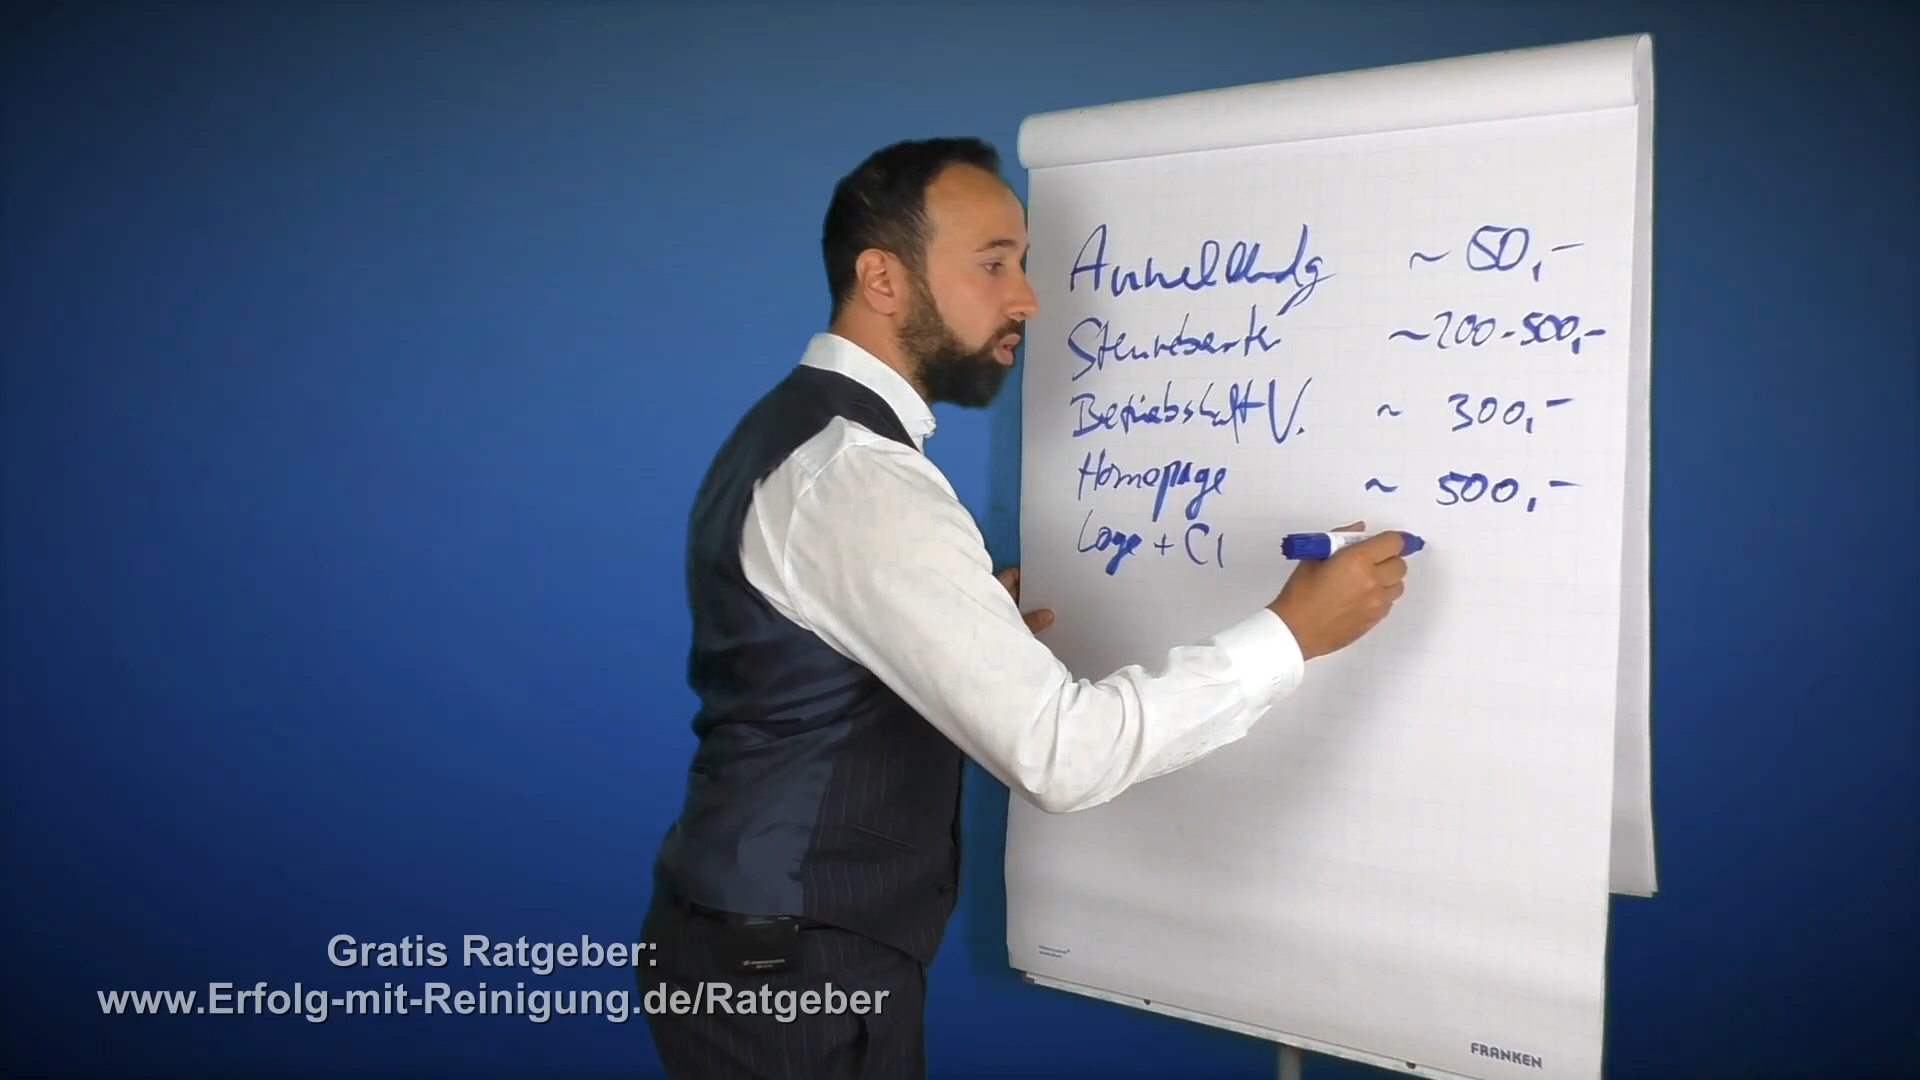 Anmeldung ~ 50,-
Steuerberater ~ 200-500,-
Betriebshaft V. ~ 300,-
Homepage ~ 500,-
Logo + CI
Gratis Ratgeber:
www.Erfolg-mit-Reinigung.de/Ratgeber
FRANKEN